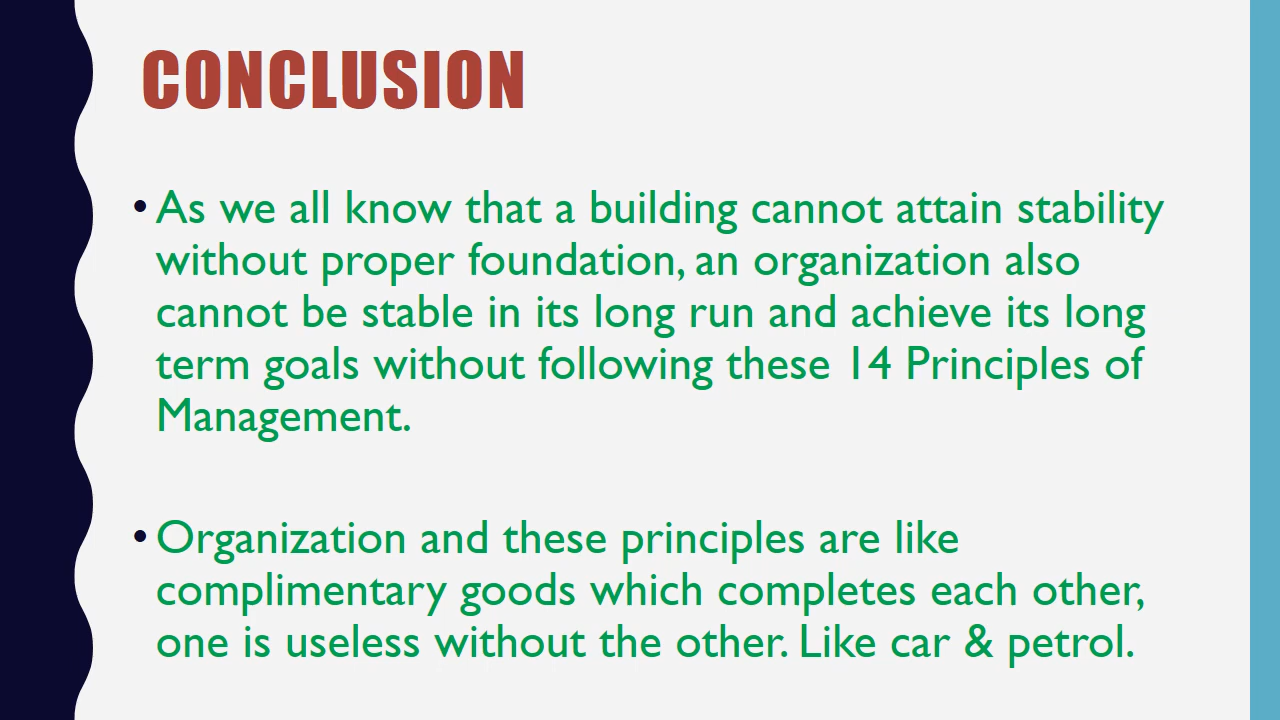 CONCLUSION
• As we all know that a building cannot attain stability
without proper foundation, an organization also
cannot be stable in its long run and achieve its long
term goals without following these 14 Principles of
Management.
• Organization and these principles are like
complimentary goods which completes each other,
one is useless without the other. Like car & petrol.